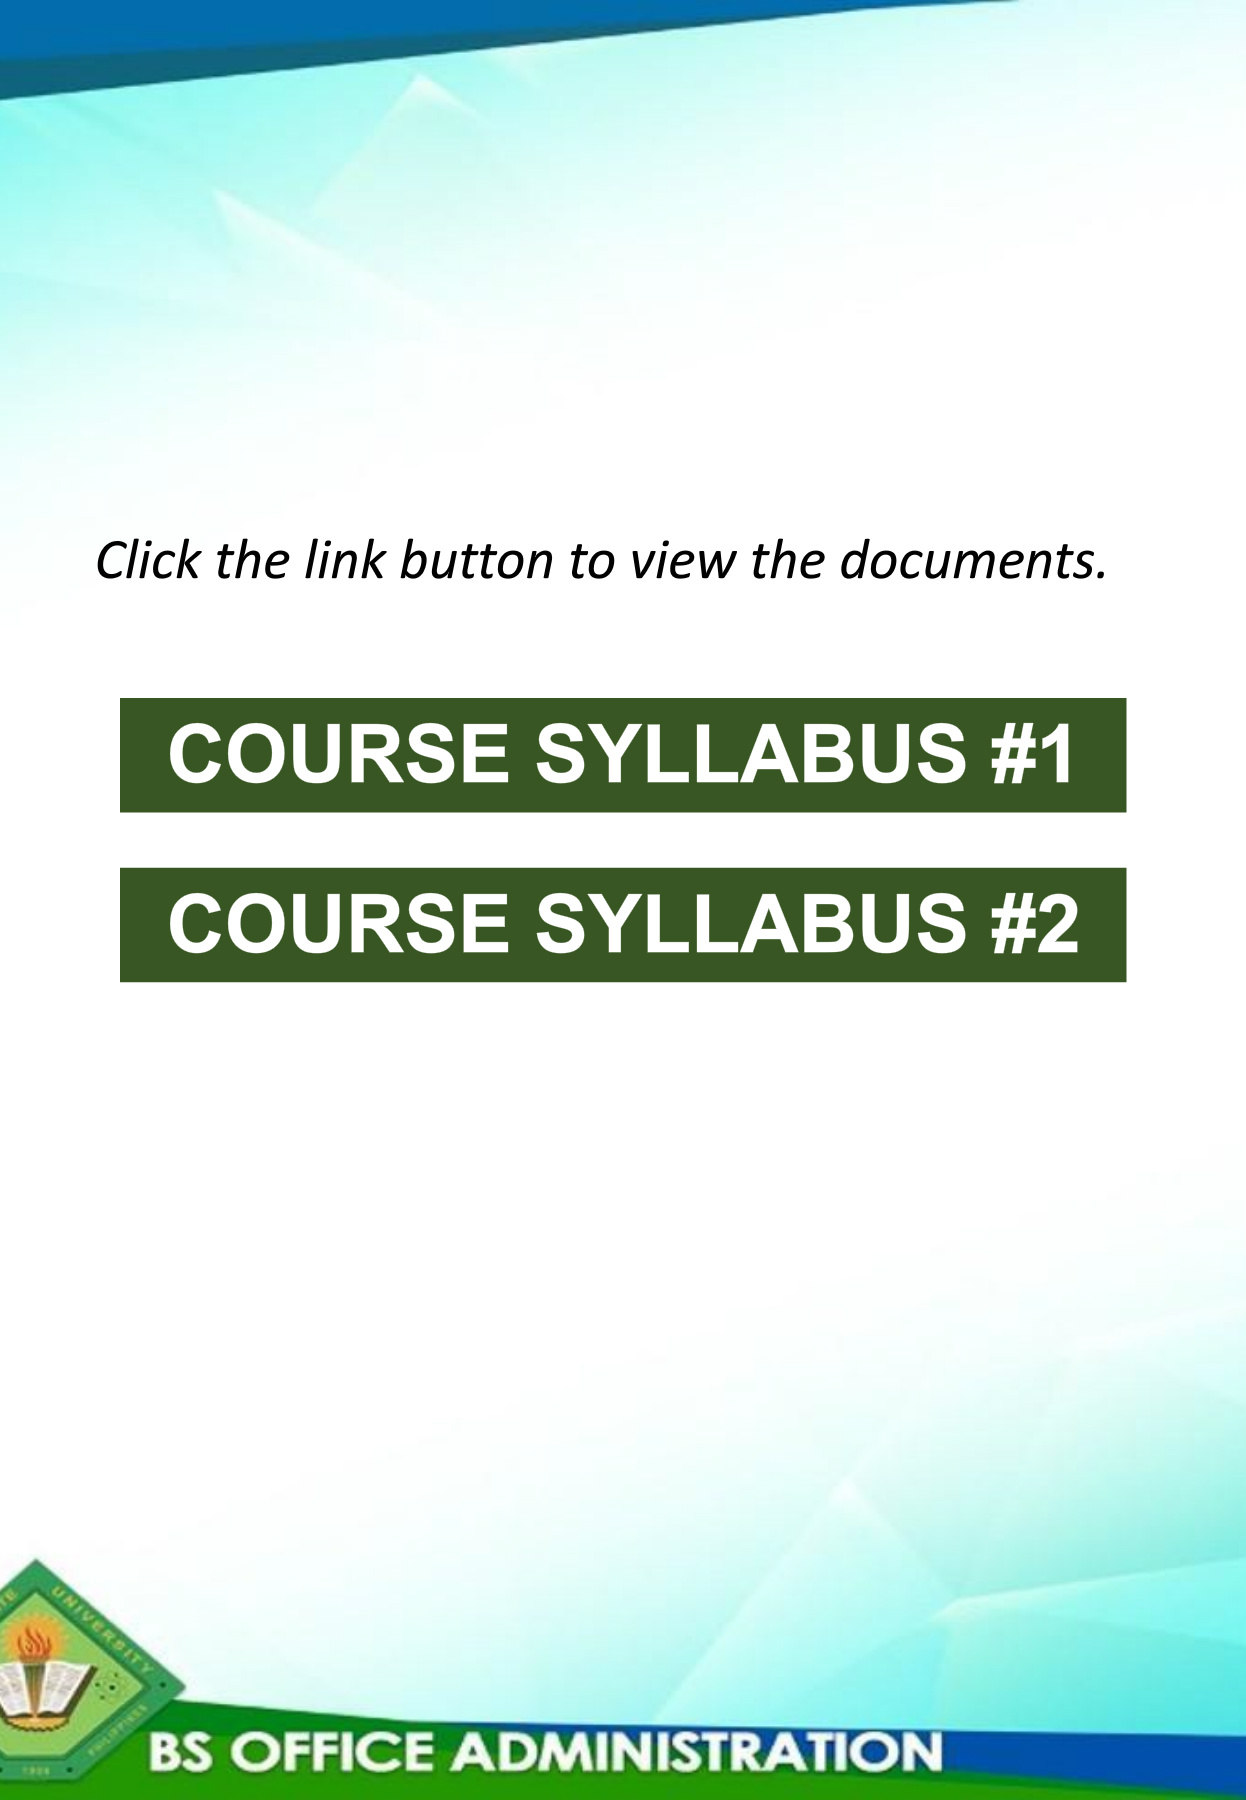 Click the link button to view the documents.
COURSE SYLLABUS #1
COURSE SYLLABUS #2
UNIVERSITY
PHILIPPINES
BS OFFICE ADMINISTRATION